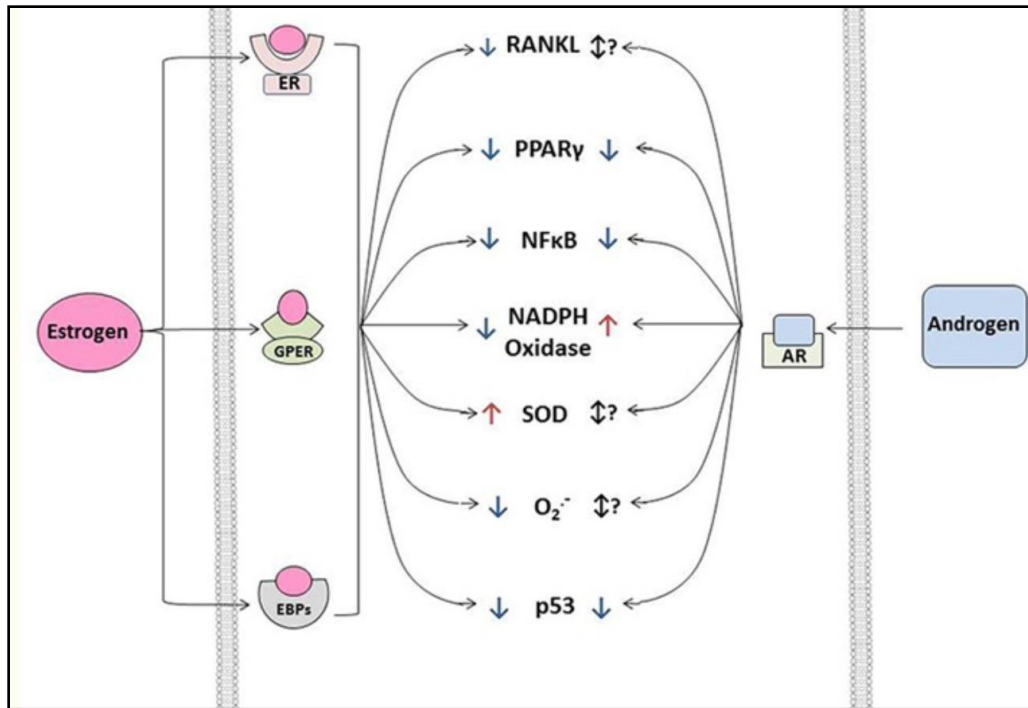 ER
RANKL ↕?
PPARγ
NFκB
Estrogen
GPER
NADPH
Oxidase
AR
Androgen
SOD ↕?
O₂·⁻ ↕?
EBPs
p53